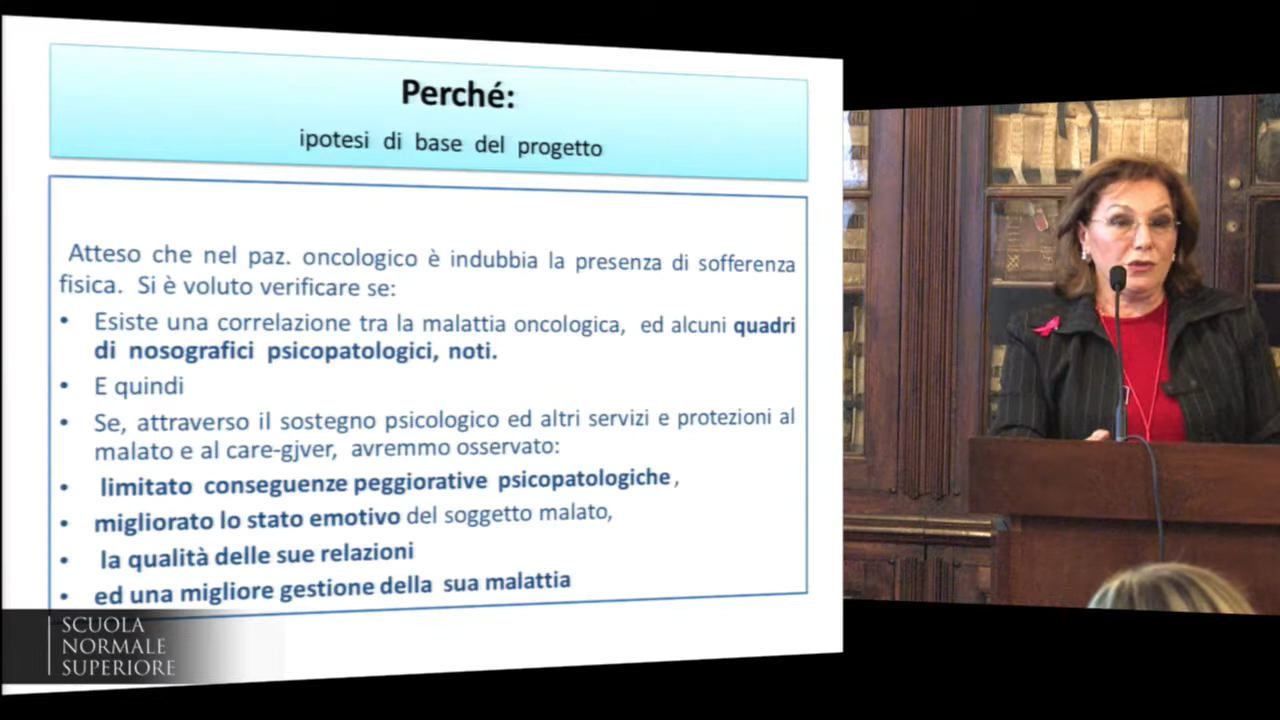 Perché:
ipotesi di base del progetto
Atteso che nel paz. oncologico è indubbia la presenza di sofferenza
fisica. Si è voluto verificare se:
• Esiste una correlazione tra la malattia oncologica, ed alcuni quadri
di nosografici psicopatologici, noti.
• E quindi
• Se, attraverso il sostegno psicologico ed altri servizi e protezioni al
malato e al care-gjver, avremmo osservato:
• limitato conseguenze peggiorative psicopatologiche,
• migliorato lo stato emotivo del soggetto malato,
• la qualità delle sue relazioni
• ed una migliore gestione della sua malattia
SCUOLA
NORMALE
SUPERIORE